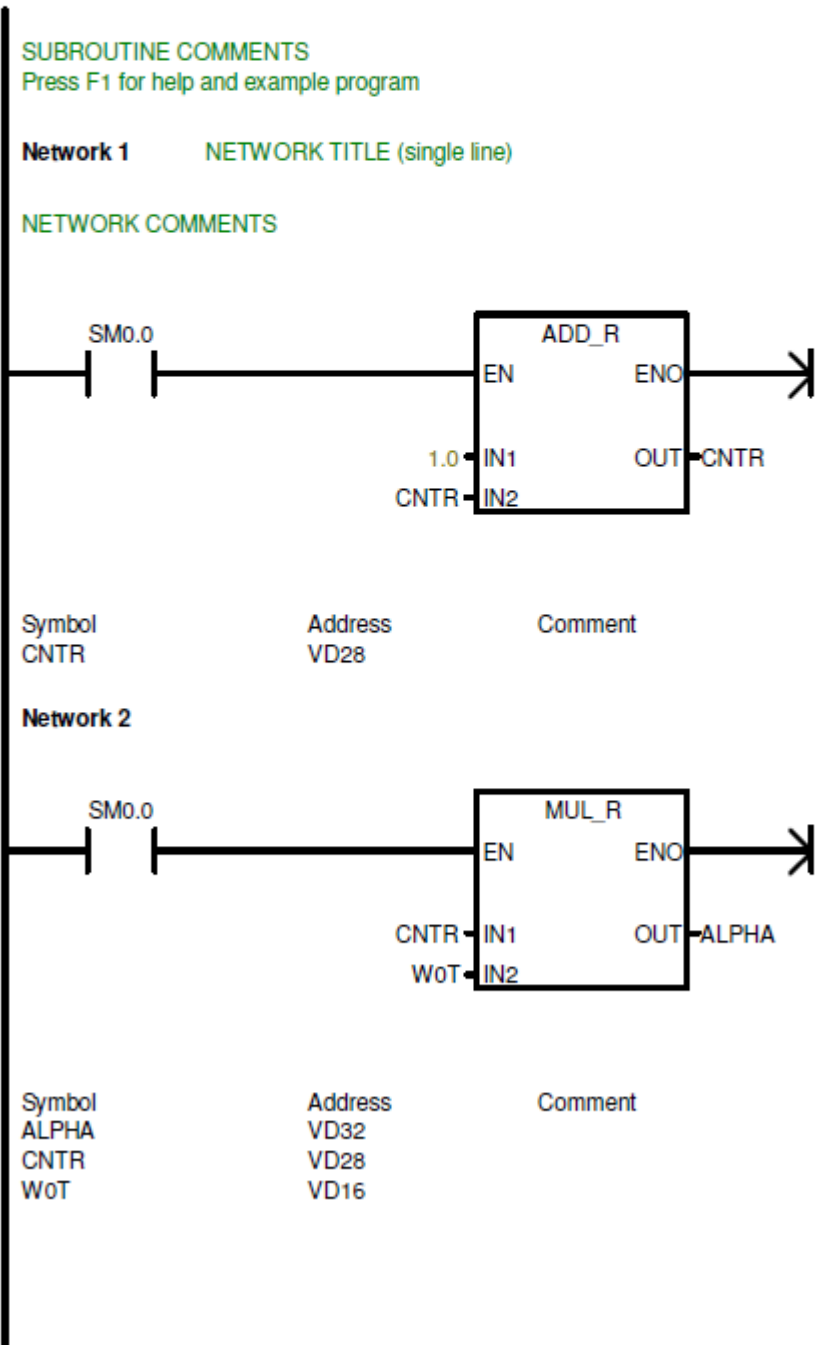 SUBROUTINE COMMENTS
Press F1 for help and example program
Network 1 NETWORK TITLE (single line)
NETWORK COMMENTS
SM0.0 ADD_R
EN ENO
1.0 IN1 OUT CNTR
CNTR IN2
Symbol Address Comment
CNTR VD28
Network 2
SM0.0 MUL_R
EN ENO
CNTR IN1 OUT ALPHA
W0T IN2
Symbol Address Comment
ALPHA VD32
CNTR VD28
W0T VD16